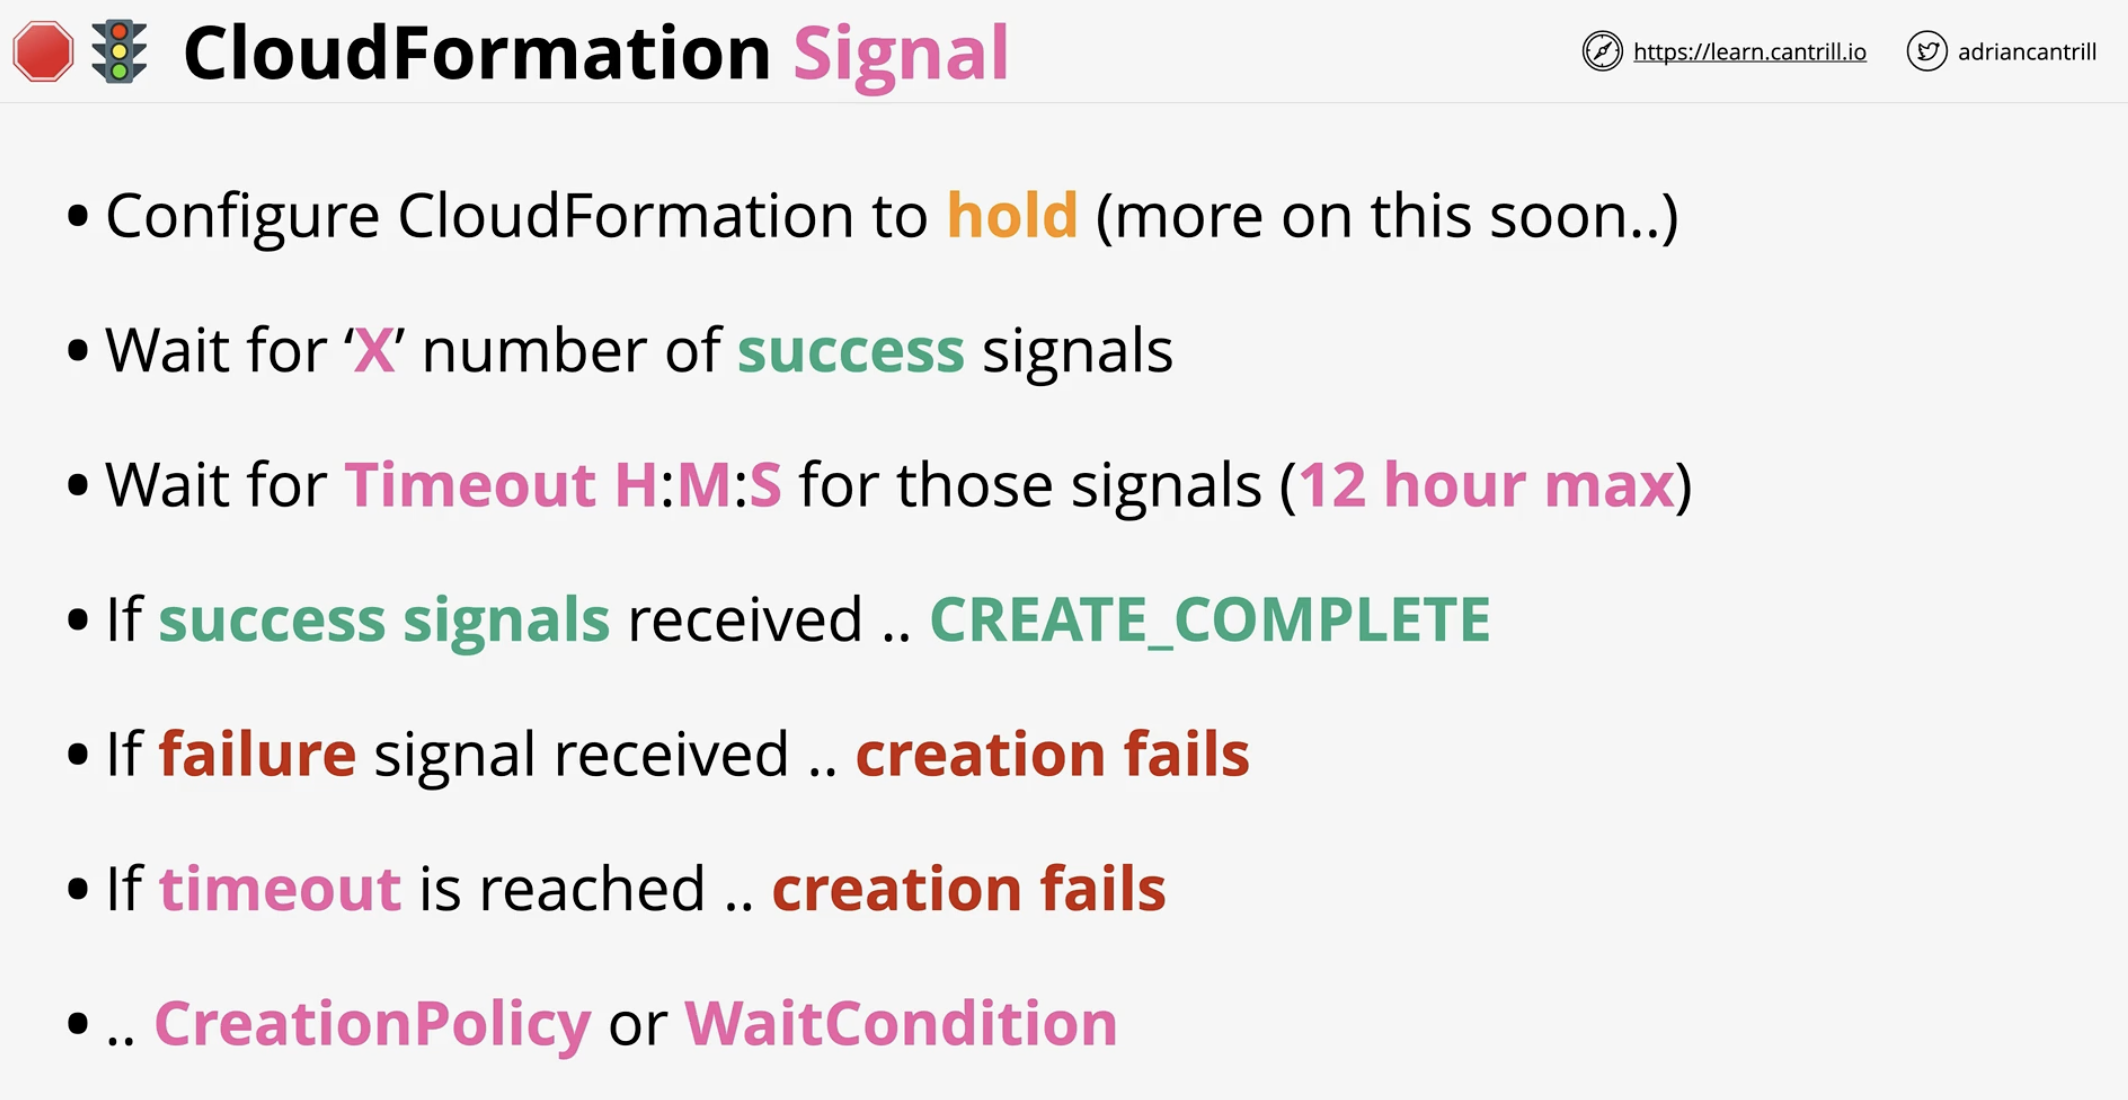 CloudFormation Signal
https://learn.cantrill.io
adriancantrill
• Configure CloudFormation to hold (more on this soon..)
• Wait for ‘X’ number of success signals
• Wait for Timeout H:M:S for those signals (12 hour max)
• If success signals received .. CREATE_COMPLETE
• If failure signal received .. creation fails
• If timeout is reached .. creation fails
• .. CreationPolicy or WaitCondition